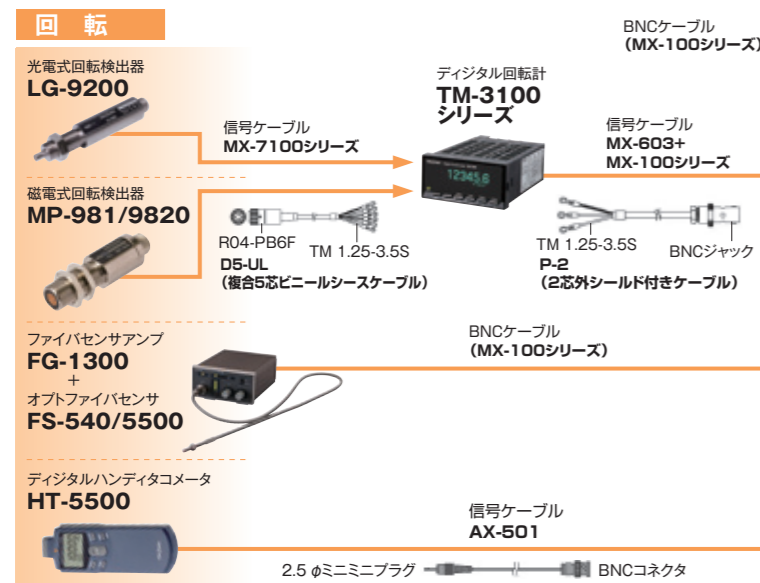 回 転
BNCケーブル
（MX-100シリーズ）
光電式回転検出器
LG-9200
ディジタル回転計
TM-3100
シリーズ
信号ケーブル
MX-7100シリーズ
信号ケーブル
MX-603+
MX-100シリーズ
12345.6
磁電式回転検出器
MP-981/9820
R04-PB6F
TM 1.25-3.5S
D5-UL
（複合5芯ビニールシースケーブル）
TM 1.25-3.5S
BNCジャック
P-2
（2芯外シールド付きケーブル）
ファイバセンサアンプ
FG-1300
+
オプトファイバセンサ
FS-540/5500
BNCケーブル
（MX-100シリーズ）
ディジタルハンディタコメータ
HT-5500
信号ケーブル
AX-501
2.5 φミニミニプラグ
BNCコネクタ